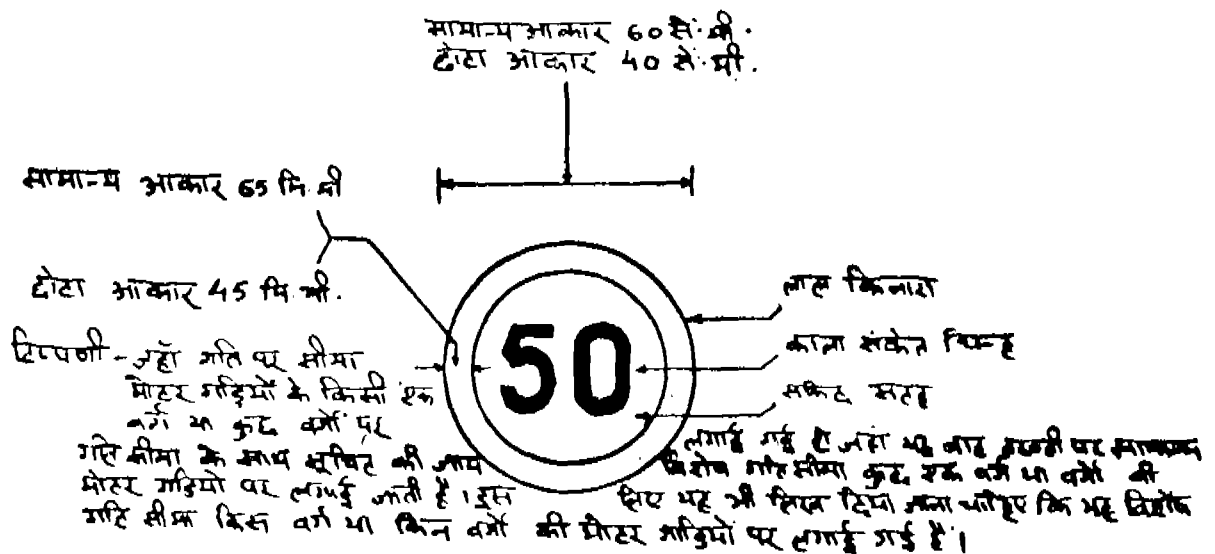 सामान्य आकार 60 सें. मी.
छोटा आकार 40 सें. मी.
सामान्य आकार 65 मि. मी
छोटा आकार 45 मि. मी.
लाल किनारा
काला संकेत चिन्ह
सफेद सतह
50
टिप्पणी - जहाँ गति पर सीमा
मोटर गाड़ियों के किसी एक
वर्ग या कुछ वर्गों पर
लगाई गई हो जहां यह बात पर
गति सीमा के साथ सूचित की जाय
विशेष गति सीमा कुछ एक वर्ग या वर्गों की
मोटर गाड़ियों पर लगाई जाती है । इस
लिए यह भी लिख दिया जाना चाहिए कि यह विशेष
गति सीमा किस वर्ग या किन वर्गों की मोटर गाड़ियों पर लगाई गई है ।